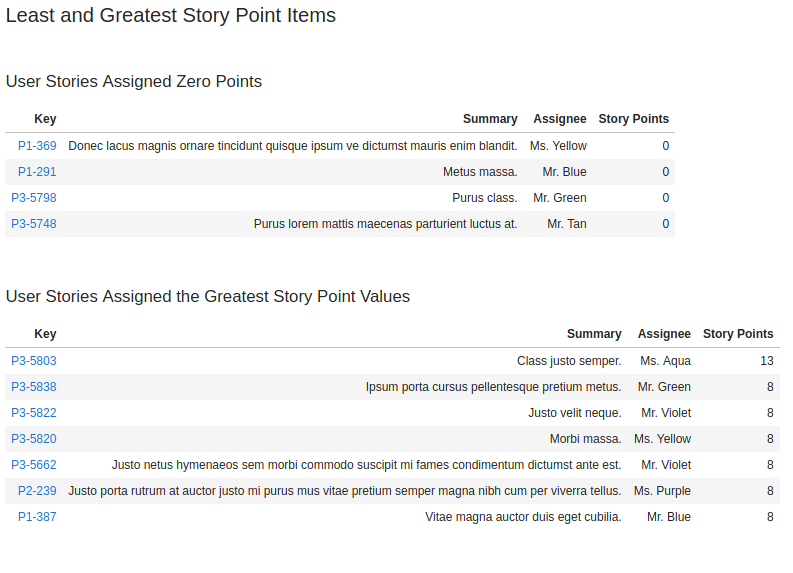 Least and Greatest Story Point Items
User Stories Assigned Zero Points
Key Summary Assignee Story Points
P1-369 Donec lacus magnis ornare tincidunt quisque ipsum ve dictumst mauris enim blandit. Ms. Yellow 0
P1-291 Metus massa. Mr. Blue 0
P3-5798 Purus class. Mr. Green 0
P3-5748 Purus lorem mattis maecenas parturient luctus at. Mr. Tan 0
User Stories Assigned the Greatest Story Point Values
Key Summary Assignee Story Points
P3-5803 Class justo semper. Ms. Aqua 13
P3-5838 Ipsum porta cursus pellentesque pretium metus. Mr. Green 8
P3-5822 Justo velit neque. Mr. Violet 8
P3-5820 Morbi massa. Ms. Yellow 8
P3-5662 Justo netus hymenaeos sem morbi commodo suscipit mi fames condimentum dictumst ante est. Mr. Violet 8
P2-239 Justo porta rutrum at auctor justo mi purus mus vitae pretium semper magna nibh cum per viverra tellus. Ms. Purple 8
P1-387 Vitae magna auctor duis eget cubilia. Mr. Blue 8